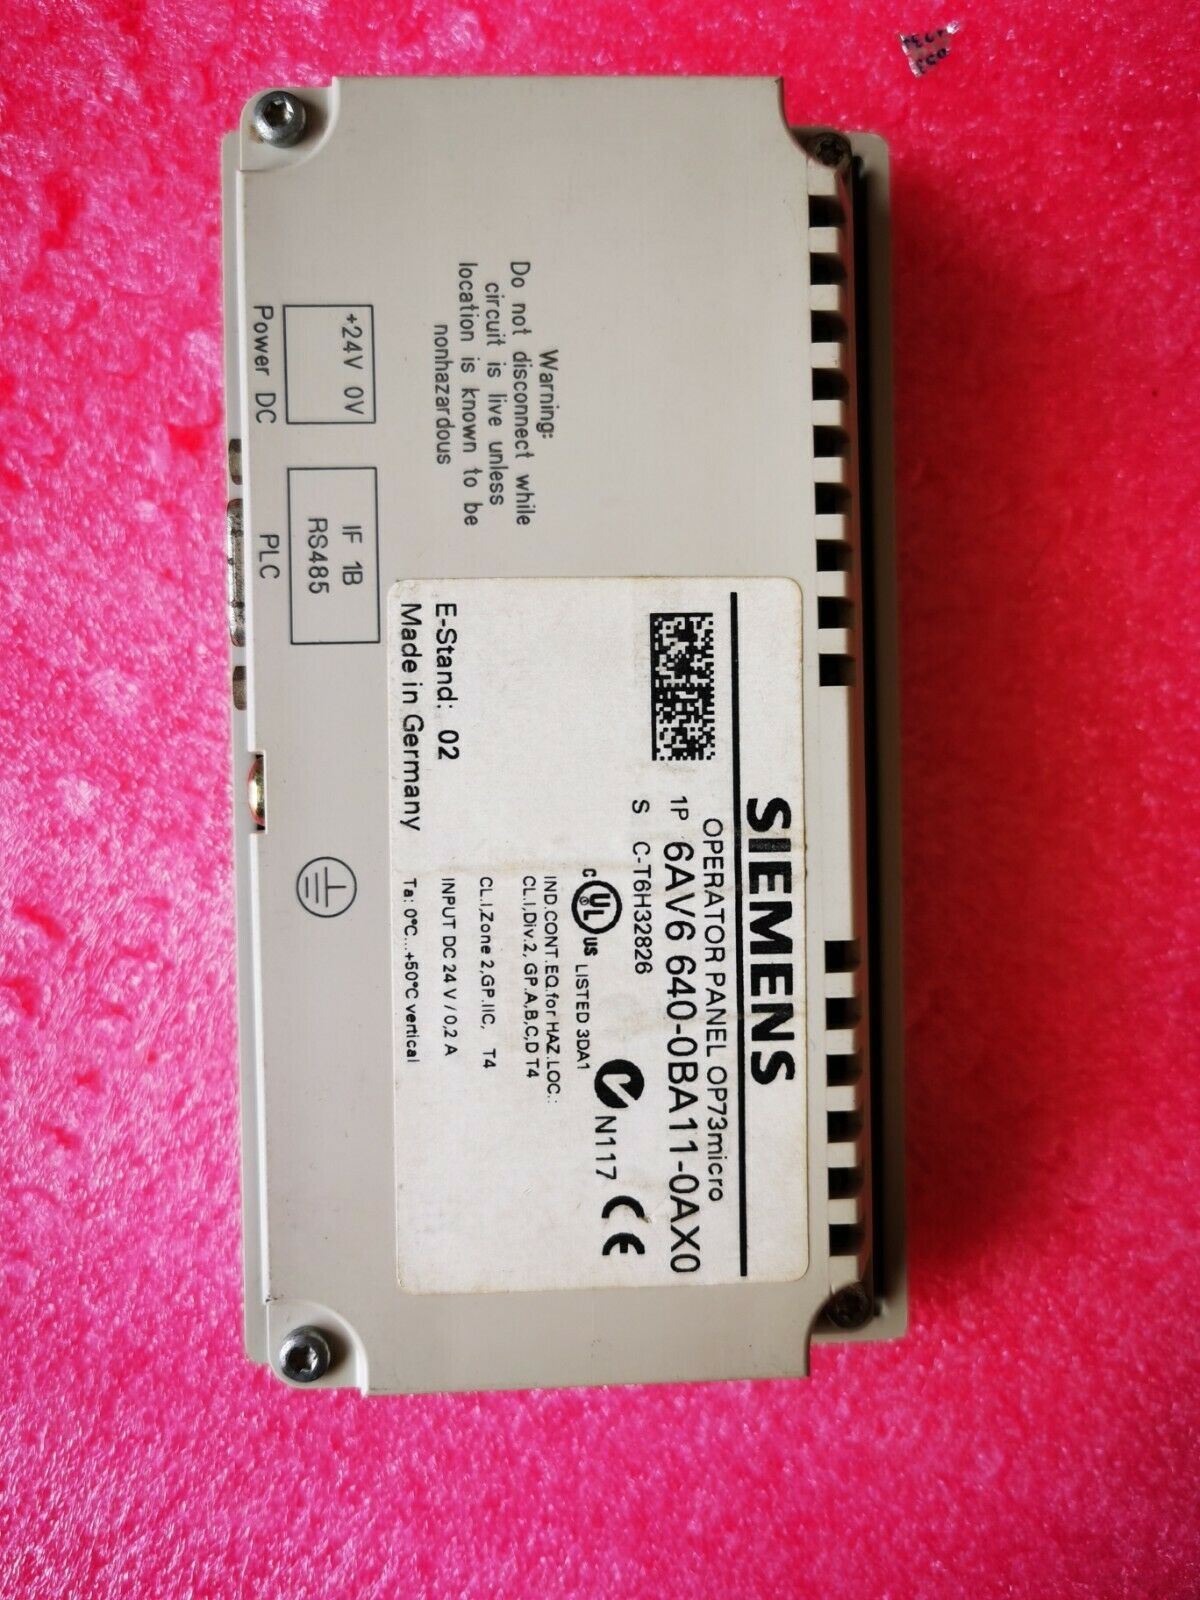 Warning:
Do not disconnect while
circuit is live unless
location is known to be
nonhazardous
+24V 0V
Power DC
IF 1B
RS485
PLC
SIEMENS
OPERATOR PANEL OP73micro
1P 6AV6 640-0BA11-0AX0
S C-T6H32826
C UL US LISTED 3DA1
N117 CE
IND.CONT.EQ.for HAZ.LOC.:
CL.I,Div.2, GP.A,B,C,D T4
CL.I,Zone 2,GP.IIC, T4
INPUT DC 24 V / 0,2 A
Ta: 0°C...+50°C vertical
E-Stand: 02
Made in Germany